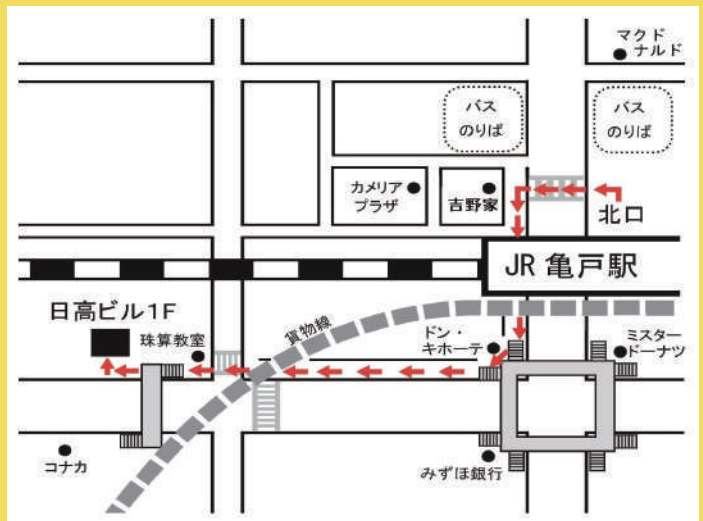 マクド
ナルド
バス
のりば
バス
のりば
カメリア
プラザ
吉野家
北口
JR 亀戸駅
日高ビル1F
珠算教室
貨物線
ドン・
キホーテ
ミスター
ドーナツ
コナカ
みずほ銀行